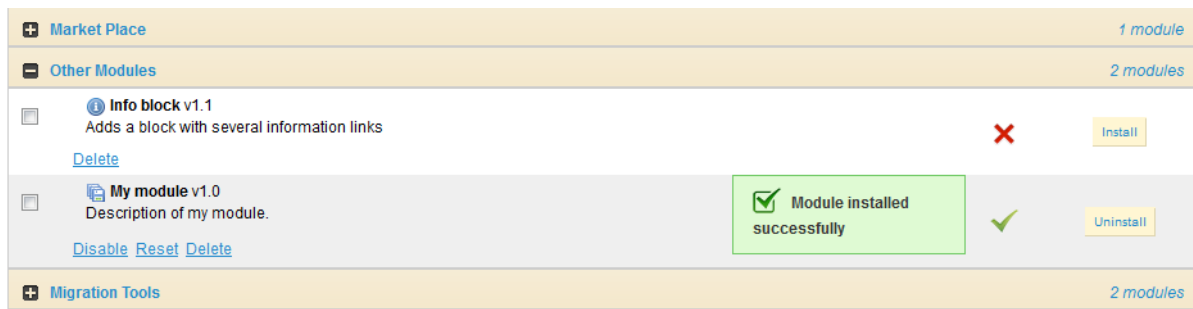 Market Place 1 module
Other Modules 2 modules
Info block v1.1
Adds a block with several information links
Install
Delete
My module v1.0
Description of my module.
Module installed
successfully
Uninstall
Disable Reset Delete
Migration Tools 2 modules